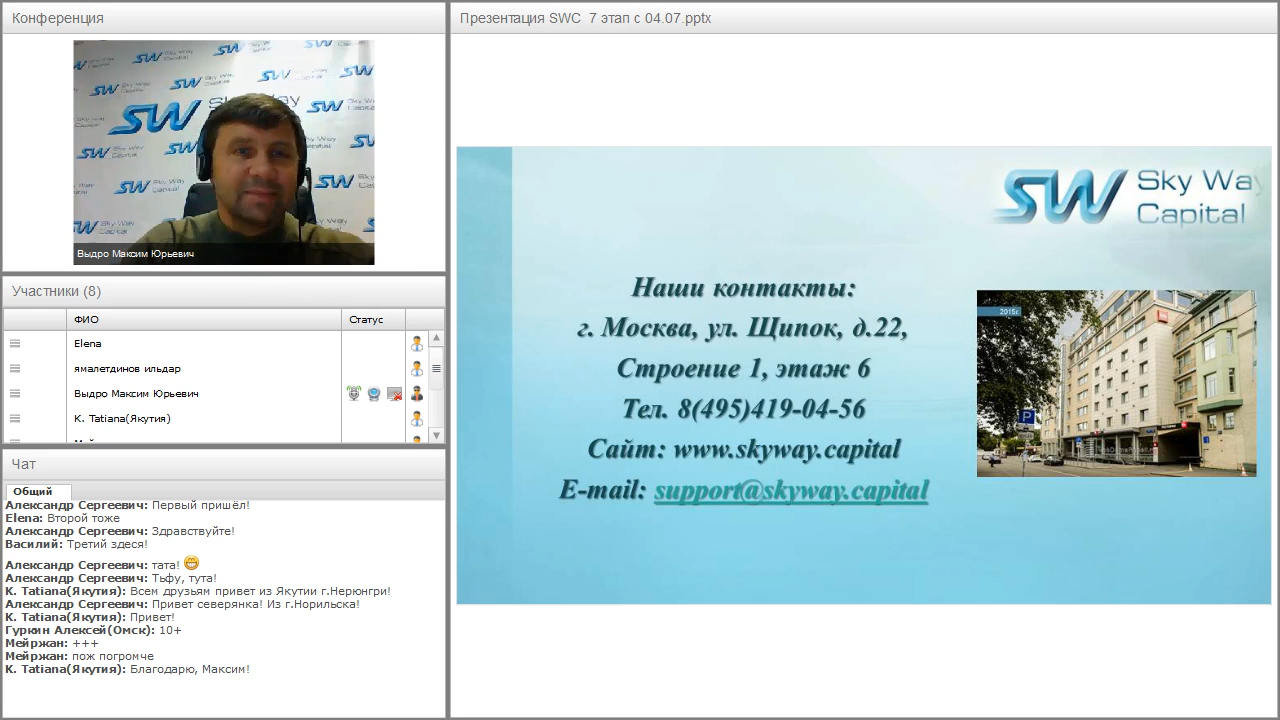 Конференция
SW
Sky Way
Capital
Выдро Максим Юрьевич
Участники (8)
ФИО
Статус
Elena
ямалетдинов ильдар
Выдро Максим Юрьевич
K. Tatiana(Якутия)
Чат
Общий
Александр Сергеевич: Первый пришёл!
Elena: Второй тоже
Александр Сергеевич: Здравствуйте!
Василий: Третий здеся!
Александр Сергеевич: тата!
Александр Сергеевич: Тьфу, тута!
K. Tatiana(Якутия): Всем друзьям привет из Якутии г.Нерюнгри!
Александр Сергеевич: Привет северянка! Из г.Норильска!
K. Tatiana(Якутия): Привет!
Гуркин Алексей(Омск): 10+
Мейржан: +++
Мейржан: пож погромче
K. Tatiana(Якутия): Благодарю, Максим!
Презентация SWC 7 этап с 04.07.pptx
SW Sky Way
Capital
Наши контакты:
г. Москва, ул. Щипок, д.22,
Строение 1, этаж 6
Тел. 8(495)419-04-56
Сайт: www.skyway.capital
E-mail: support@skyway.capital
2015г.
P